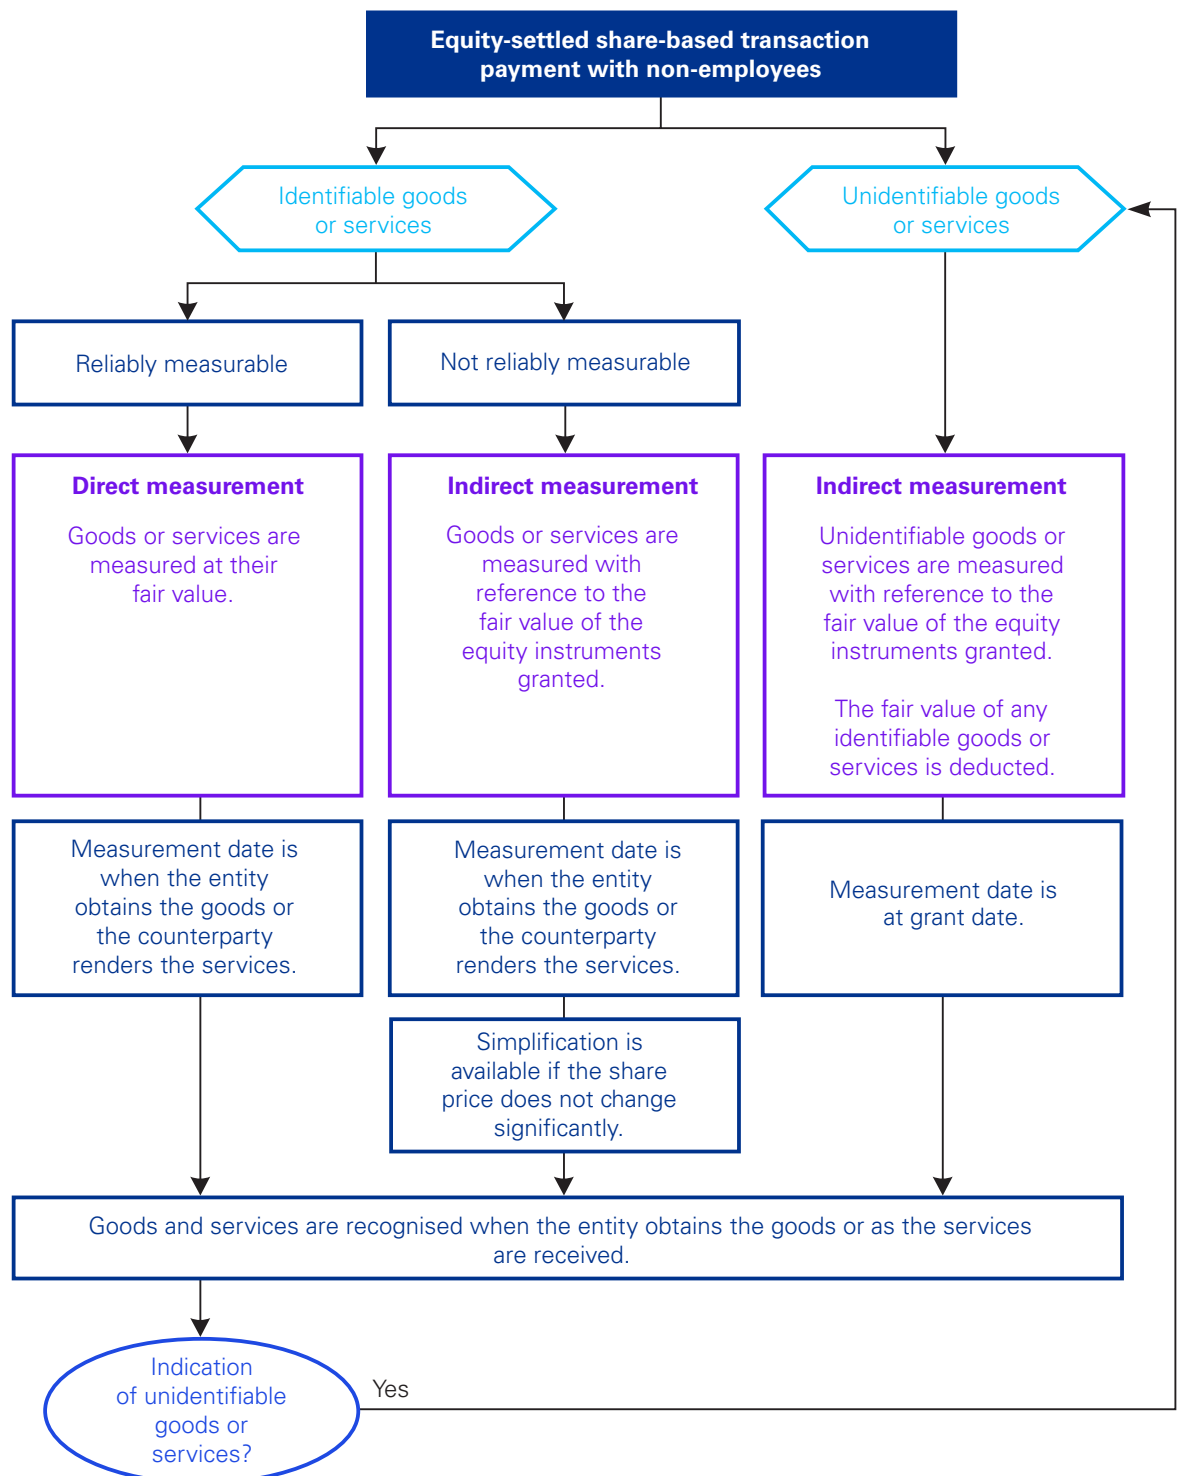 Equity-settled share-based transaction
payment with non-employees
Identifiable goods
or services
Unidentifiable goods
or services
Reliably measurable
Not reliably measurable
Direct measurement
Goods or services are
measured at their
fair value.
Indirect measurement
Goods or services are
measured with
reference to the
fair value of the
equity instruments
granted.
Indirect measurement
Unidentifiable goods or
services are measured
with reference to the
fair value of the equity
instruments granted.
The fair value of any
identifiable goods or
services is deducted.
Measurement date is
when the entity
obtains the goods or
the counterparty
renders the services.
Measurement date is
when the entity
obtains the goods or
the counterparty
renders the services.
Measurement date is
at grant date.
Simplification is
available if the share
price does not change
significantly.
Goods and services are recognised when the entity obtains the goods or as the services
are received.
Indication
of unidentifiable
goods or
services?
Yes